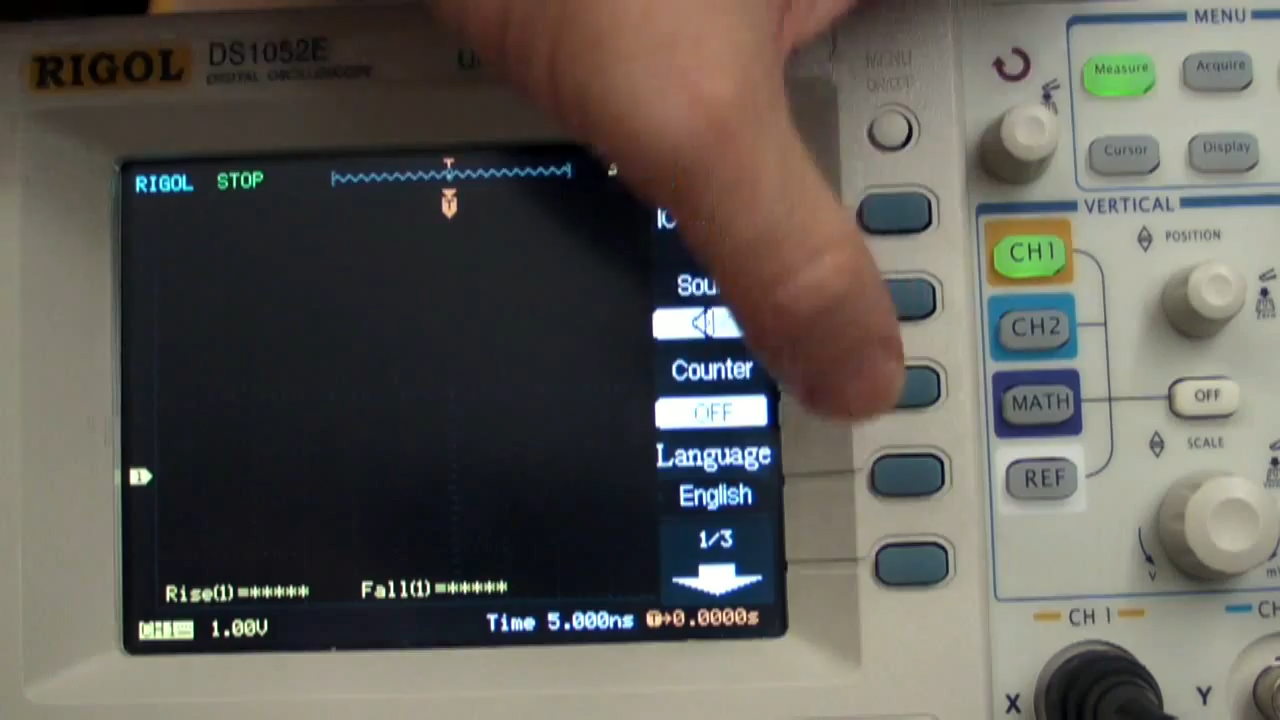 RIGOL DS1052E
DIGITAL OSCILLOSCOPE
MENU
ON/OFF
MENU
Measure Acquire
Cursor Display
RIGOL STOP
T
T
Sou
Counter
OFF
Language
English
1/3
Rise(1)=***** Fall(1)=*****
CH1 1.00V Time 5.000ns T→0.0000s
1
VERTICAL
CH1 POSITION
CH2
MATH OFF
SCALE
REF
V
CH 1
X Y